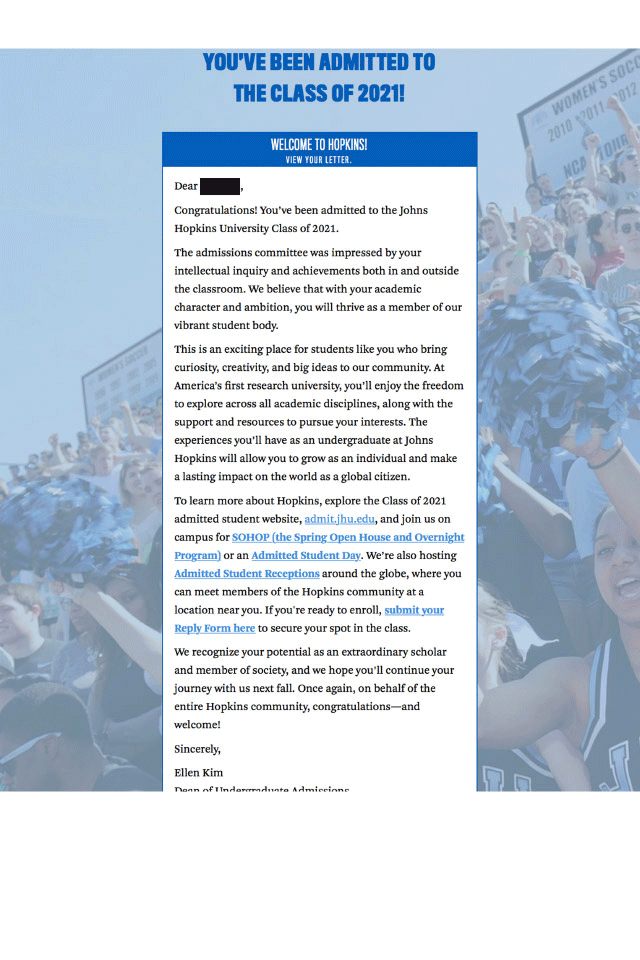 YOU'VE BEEN ADMITTED TO
THE CLASS OF 2021!
WOMEN'S SOCC
2010 2011 2012
NCA
WELCOME TO HOPKINS!
VIEW YOUR LETTER.
Dear ,
Congratulations! You've been admitted to the Johns
Hopkins University Class of 2021.
The admissions committee was impressed by your
intellectual inquiry and achievements both in and outside
the classroom. We believe that with your academic
character and ambition, you will thrive as a member of our
vibrant student body.
WOMEN'S SOCCER
This is an exciting place for students like you who bring
curiosity, creativity, and big ideas to our community. At
America's first research university, you'll enjoy the freedom
to explore across all academic disciplines, along with the
support and resources to pursue your interests. The
experiences you'll have as an undergraduate at Johns
Hopkins will allow you to grow as an individual and make
a lasting impact on the world as a global citizen.
To learn more about Hopkins, explore the Class of 2021
admitted student website, admit.jhu.edu, and join us on
campus for SOHOP (the Spring Open House and Overnight
Program) or an Admitted Student Day. We're also hosting
Admitted Student Receptions around the globe, where you
can meet members of the Hopkins community at a
location near you. If you're ready to enroll, submit your
Reply Form here to secure your spot in the class.
We recognize your potential as an extraordinary scholar
and member of society, and we hope you'll continue your
journey with us next fall. Once again, on behalf of the
entire Hopkins community, congratulations—and
welcome!
Sincerely,
Ellen Kim
Dean of Undergraduate Admissions